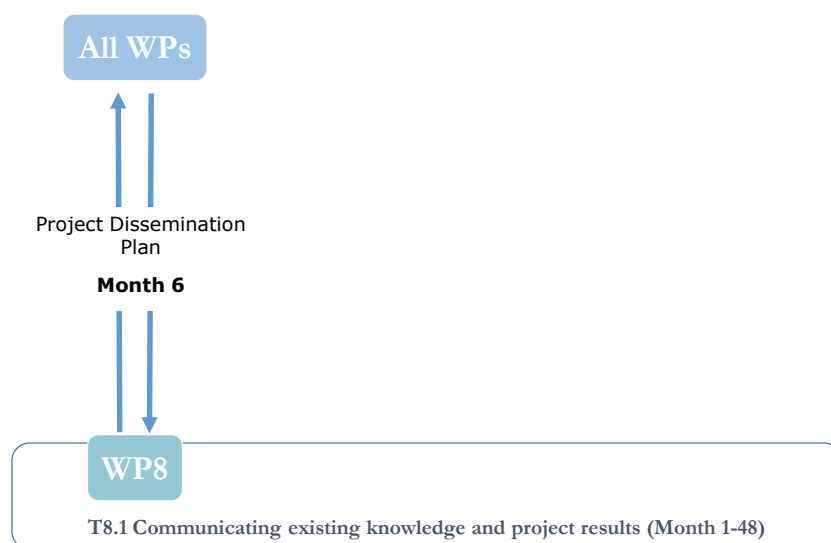 All WPs
Project Dissemination
Plan
Month 6
WP8
T8.1 Communicating existing knowledge and project results (Month 1-48)